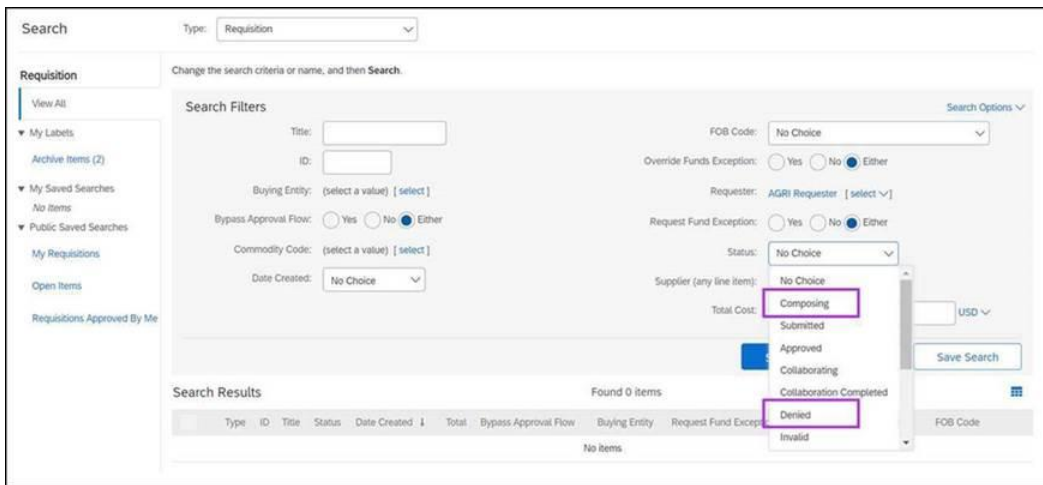 Search
Type: Requisition
Requisition
View All
▼ My Labels
Archive Items (2)
▼ My Saved Searches
No Items
▼ Public Saved Searches
My Requisitions
Open Items
Requisitions Approved By Me
Change the search criteria or name, and then Search.
Search Filters
Search Options
Title:
ID:
Buying Entity: (select a value) [ select ]
Bypass Approval Flow: Yes No Either
Commodity Code: (select a value) [ select ]
Date Created: No Choice
FOB Code: No Choice
Override Funds Exception: Yes No Either
Requester: AGRI Requester [ select ]
Request Fund Exception: Yes No Either
Status: No Choice
Supplier (any line item):
Total Cost: USD
No Choice
Composing
Submitted
Approved
Collaborating
Collaboration Completed
Denied
Invalid
Save Search
Search Results
Found 0 items
Type ID Title Status Date Created ↓ Total Bypass Approval Flow Buying Entity Request Fund FOB Code
No items